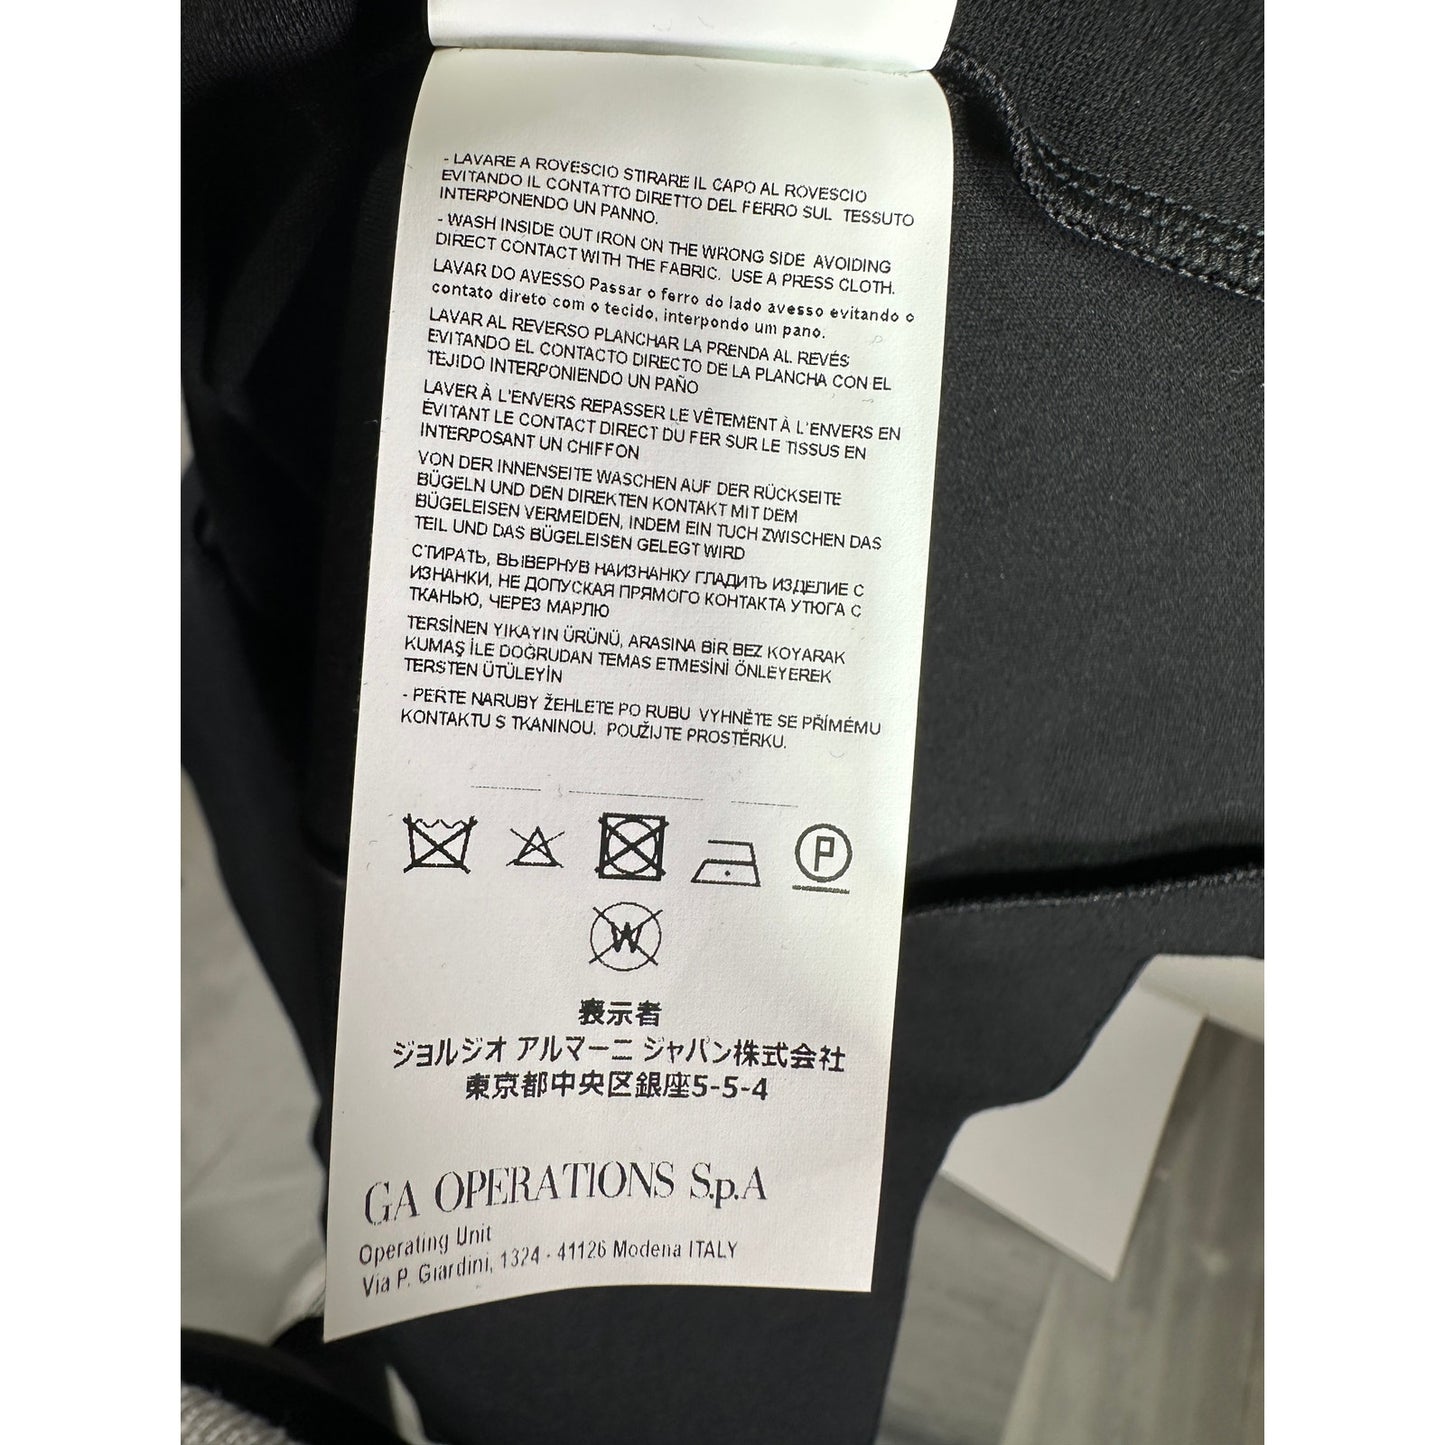 - LAVARE A ROVESCIO STIRARE IL CAPO AL ROVESCIO
EVITANDO IL CONTATTO DIRETTO DEL FERRO SUL TESSUTO
INTERPONENDO UN PANNO.
- WASH INSIDE OUT IRON ON THE WRONG SIDE AVOIDING
DIRECT CONTACT WITH THE FABRIC. USE A PRESS CLOTH.
LAVAR DO AVESSO Passar o ferro do lado avesso evitando o
contato direto com o tecido, interpondo um pano.
LAVAR AL REVERSO PLANCHAR LA PRENDA AL REVÉS
EVITANDO EL CONTACTO DIRECTO DE LA PLANCHA CON EL
TEJIDO INTERPONIENDO UN PAÑO
LAVER À L'ENVERS REPASSER LE VÊTEMENT À L'ENVERS EN
ÉVITANT LE CONTACT DIRECT DU FER SUR LE TISSUS EN
INTERPOSANT UN CHIFFON
VON DER INNENSEITE WASCHEN AUF DER RÜCKSEITE
BÜGELN UND DEN DIREKTEN KONTAKT MIT DEM
BÜGELEISEN VERMEIDEN, INDEM EIN TUCH ZWISCHEN DAS
TEIL UND DAS BÜGELEISEN GELEGT WIRD
СТИРАТЬ, ВЫВЕРНУВ НАИЗНАНКУ ГЛАДИТЬ ИЗДЕЛИЕ С
ИЗНАНКИ, НЕ ДОПУСКАЯ ПРЯМОГО КОНТАКТА УТЮГА С
ТКАНЬЮ, ЧЕРЕЗ МАРЛЮ
TERSİNEN YIKAYIN ÜRÜNÜ, ARASINA BİR BEZ KOYARAK
KUMAŞ İLE DOĞRUDAN TEMAS ETMESİNİ ÖNLEYEREK
TERSTEN ÜTÜLEYİN
- PERTE NARUBY ŽEHLETE PO RUBU VYHNĚTE SE PŘÍMÉMU
KONTAKTU S TKANINOU. POUŽIJTE PROSTĚRKU.
P
W
表示者
ジョルジオ アルマーニ ジャパン株式会社
東京都中央区銀座5-5-4
GA OPERATIONS S.p.A
Operating Unit
Via P. Giardini, 1324 - 41126 Modena ITALY